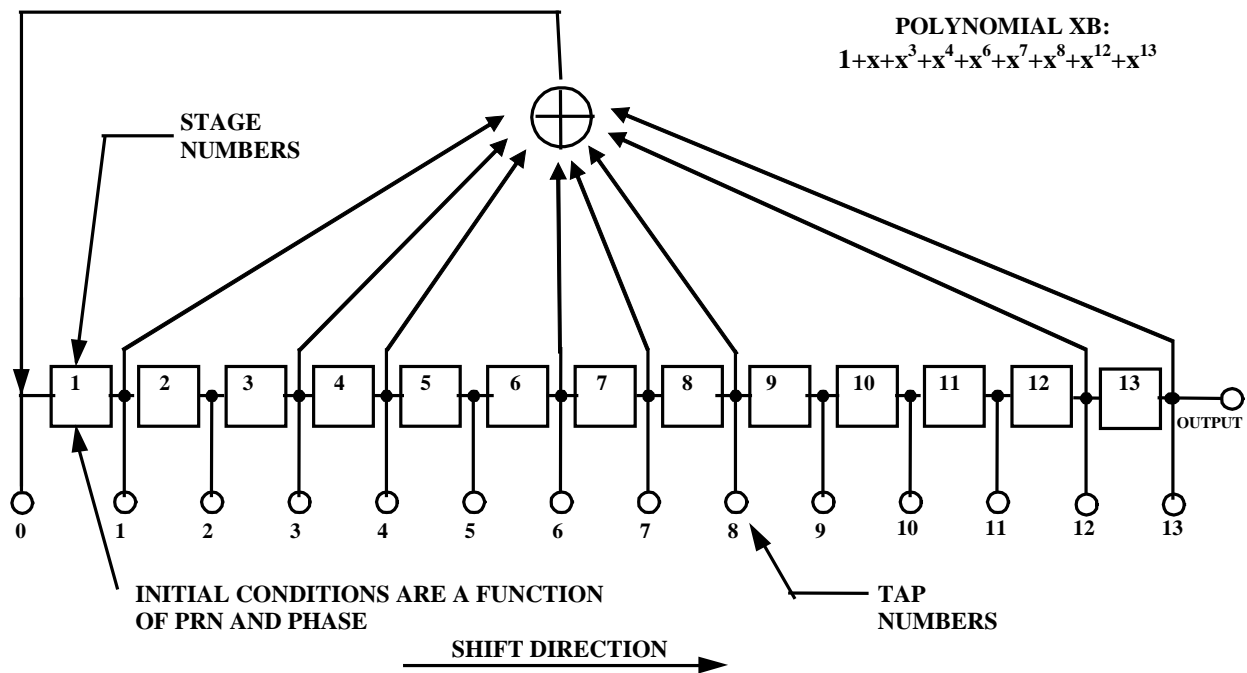 POLYNOMIAL XB:
1+x+x³+x⁴+x⁶+x⁷+x⁸+x¹²+x¹³
STAGE
NUMBERS
1 2 3 4 5 6 7 8 9 10 11 12 13
OUTPUT
0 1 2 3 4 5 6 7 8 9 10 11 12 13
INITIAL CONDITIONS ARE A FUNCTION
OF PRN AND PHASE
TAP
NUMBERS
SHIFT DIRECTION